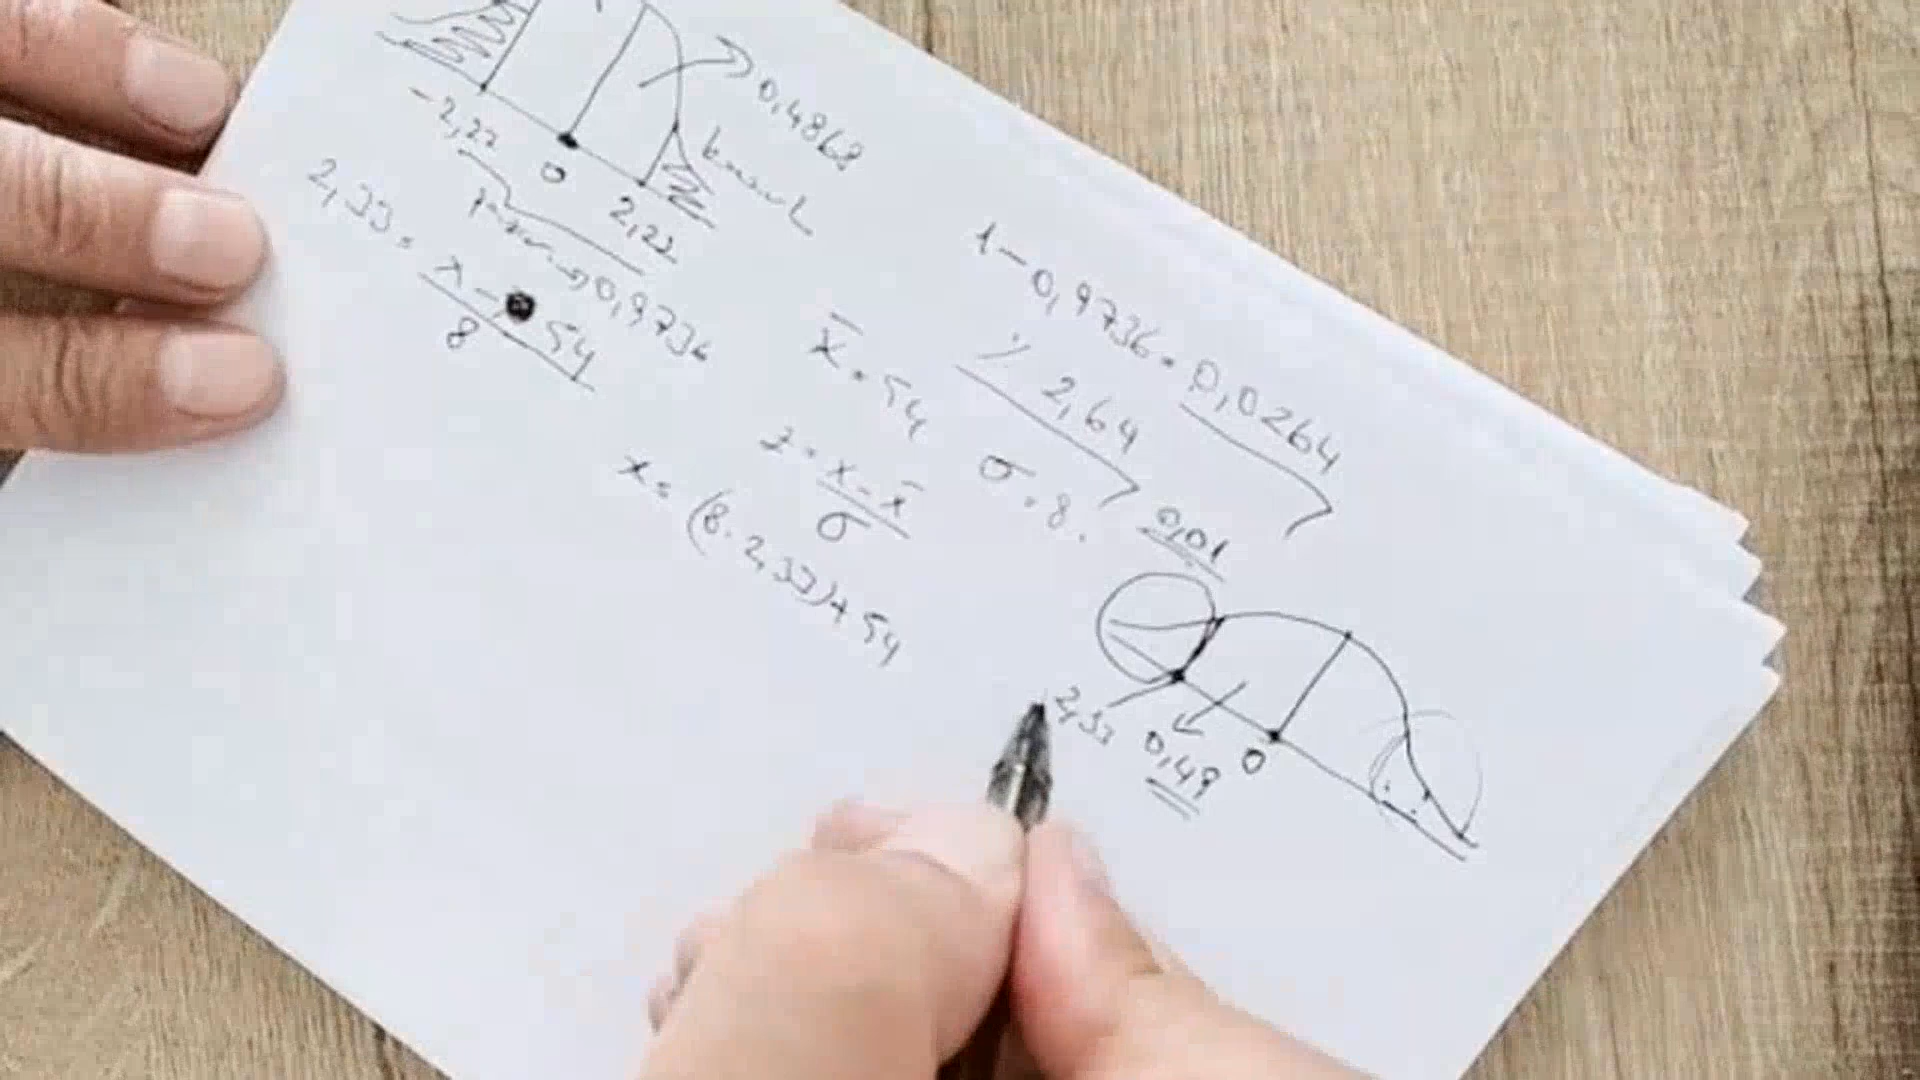 0,4868
-2,22
0
2,22
0,9736
1-0,9736=0,0264
% 2,64
2,33 = x - 54
8
x̄ = 54
σ = 8.
z = x - x̄
σ
x = (8. 2,33) + 54
0,01
2,33
0,49
0